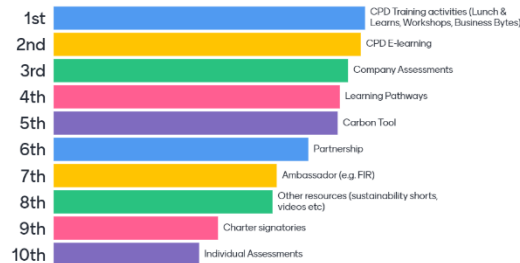 1st
CPD Training activities (Lunch &
Learns, Workshops, Business Bytes)
2nd
CPD E-learning
3rd
Company Assessments
4th
Learning Pathways
5th
Carbon Tool
6th
Partnership
7th
Ambassador (e.g. FIR)
8th
Other resources (sustainability shorts,
videos etc)
9th
Charter signatories
10th
Individual Assessments